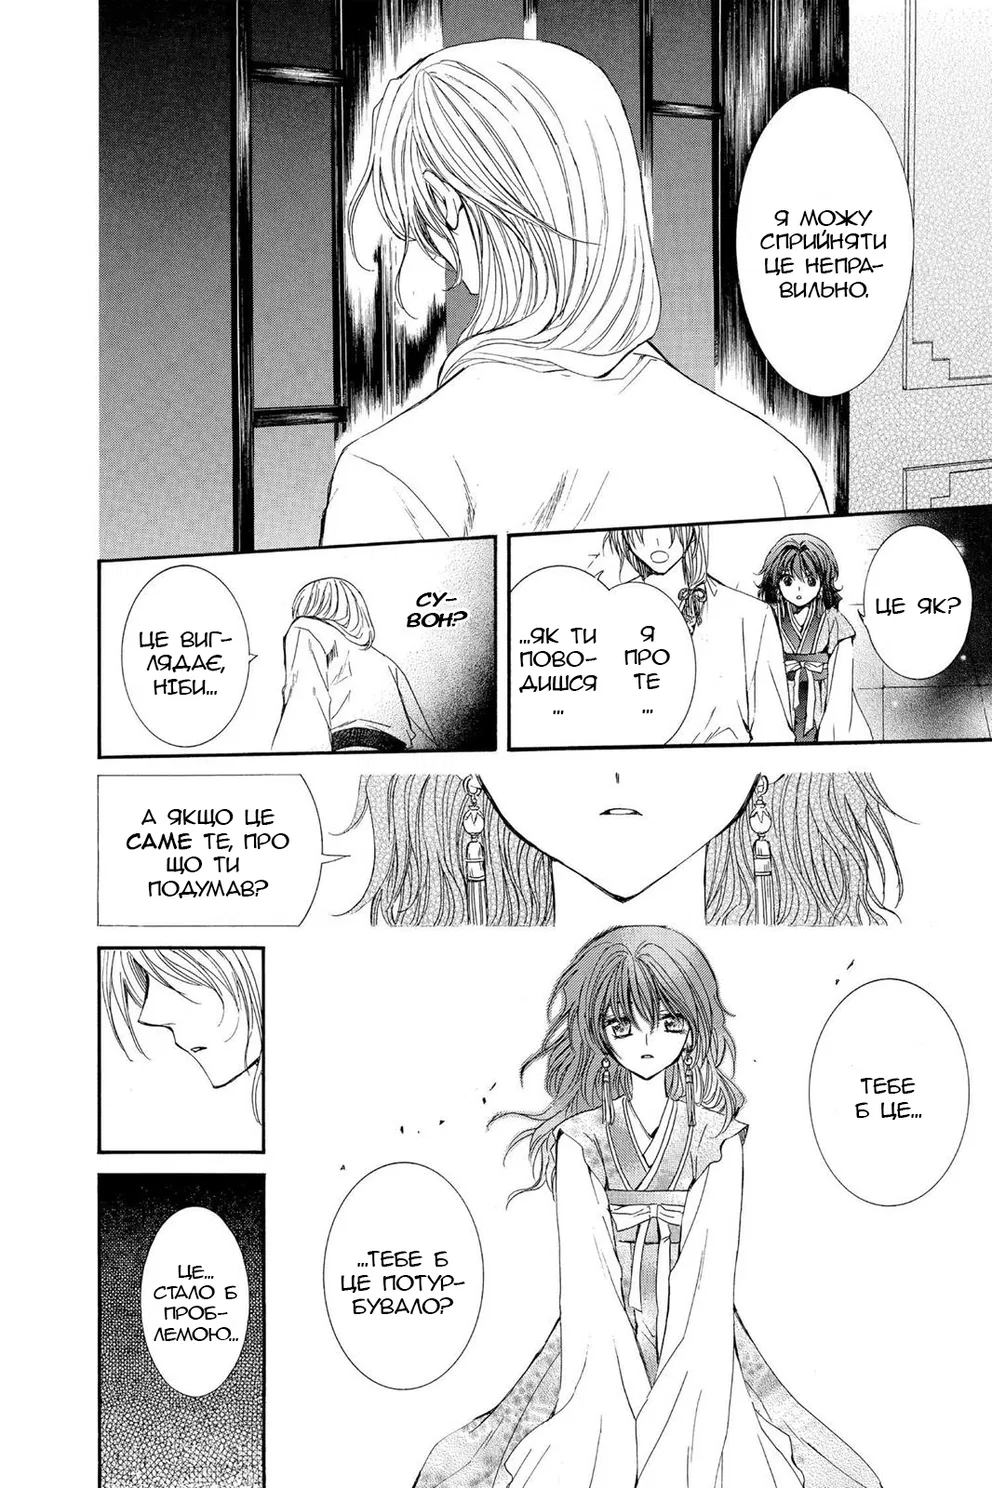 Я МОЖУ
СПРИЙНЯТИ
ЦЕ НЕПРА-
ВИЛЬНО.
ЦЕ ЯК?
Я
ПРО
ТЕ
...
...ЯК ТИ
ПОВО-
ДИШСЯ
...
СУ-
ВОН?
ЦЕ ВИГ-
ЛЯДАЄ,
НІБИ...
А ЯКЩО ЦЕ
САМЕ ТЕ, ПРО
ЩО ТИ
ПОДУМАВ?
ТЕБЕ
Б ЦЕ...
...ТЕБЕ Б
ЦЕ ПОТУР-
БУВАЛО?
ЦЕ...
СТАЛО Б
ПРОБ-
ЛЕМОЮ...